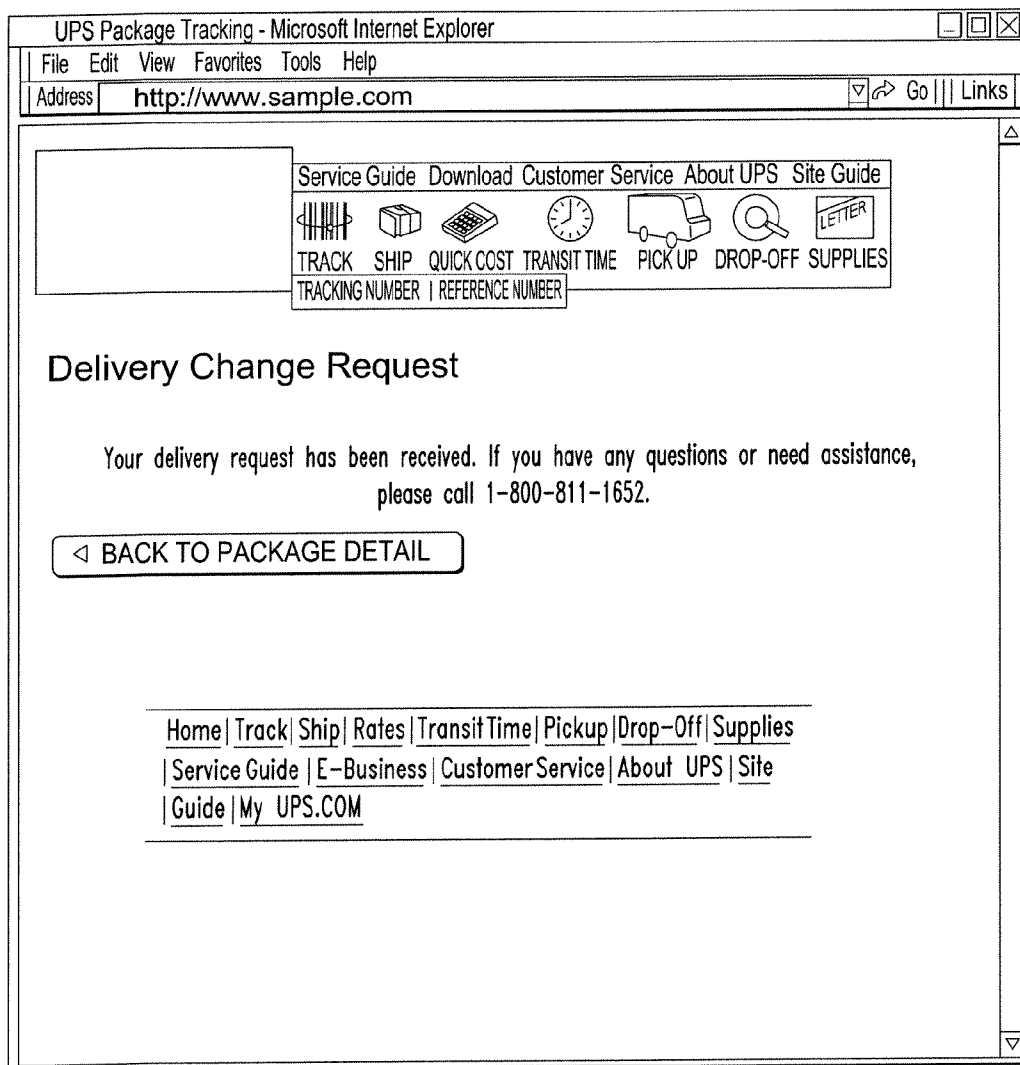 UPS Package Tracking - Microsoft Internet Explorer
File Edit View Favorites Tools Help
Address http://www.sample.com Go Links
Service Guide Download Customer Service About UPS Site Guide
LETTER
TRACK SHIP QUICK COST TRANSIT TIME PICK UP DROP-OFF SUPPLIES
TRACKING NUMBER | REFERENCE NUMBER
Delivery Change Request
Your delivery request has been received. If you have any questions or need assistance,
please call 1-800-811-1652.
BACK TO PACKAGE DETAIL
Home | Track | Ship | Rates | Transit Time | Pickup | Drop-Off | Supplies
| Service Guide | E-Business | Customer Service | About UPS | Site
| Guide | My UPS.COM